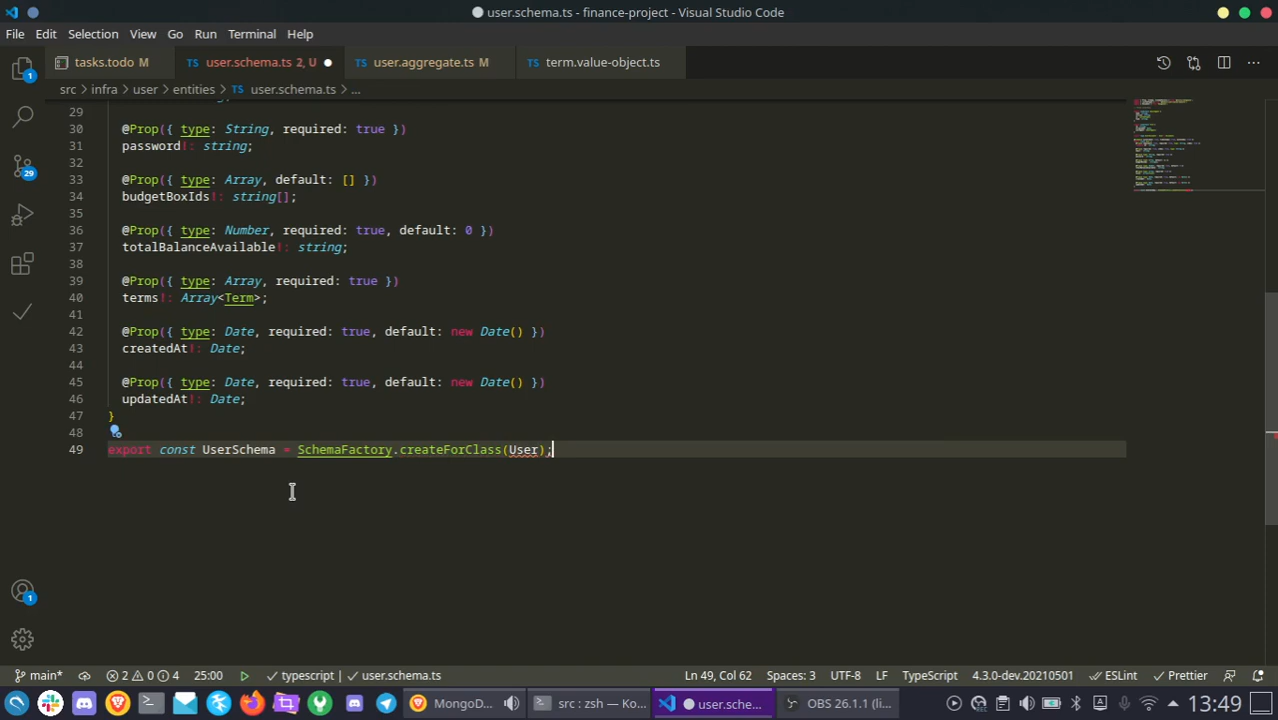 user.schema.ts - finance-project - Visual Studio Code
File Edit Selection View Go Run Terminal Help
tasks.todo M
TS user.schema.ts 2, U
TS user.aggregate.ts M
TS term.value-object.ts
src > infra > user > entities > TS user.schema.ts > ...
29
30 @Prop({ type: String, required: true })
31 password!: string;
32
33 @Prop({ type: Array, default: [] })
34 budgetBoxIds!: string[];
35
36 @Prop({ type: Number, required: true, default: 0 })
37 totalBalanceAvailable!: string;
38
39 @Prop({ type: Array, required: true })
40 terms!: Array<Term>;
41
42 @Prop({ type: Date, required: true, default: new Date() })
43 createdAt!: Date;
44
45 @Prop({ type: Date, required: true, default: new Date() })
46 updatedAt!: Date;
47 }
48
49 export const UserSchema = SchemaFactory.createForClass(User);
1
29
1
main* 2 0 4 25:00 typescript | user.schema.ts Ln 49, Col 62 Spaces: 3 UTF-8 LF TypeScript 4.3.0-dev.20210501 ESLint Prettier
MongoD... src : zsh — Ko... user.sche... OBS 26.1.1 (li... REC A 13:49